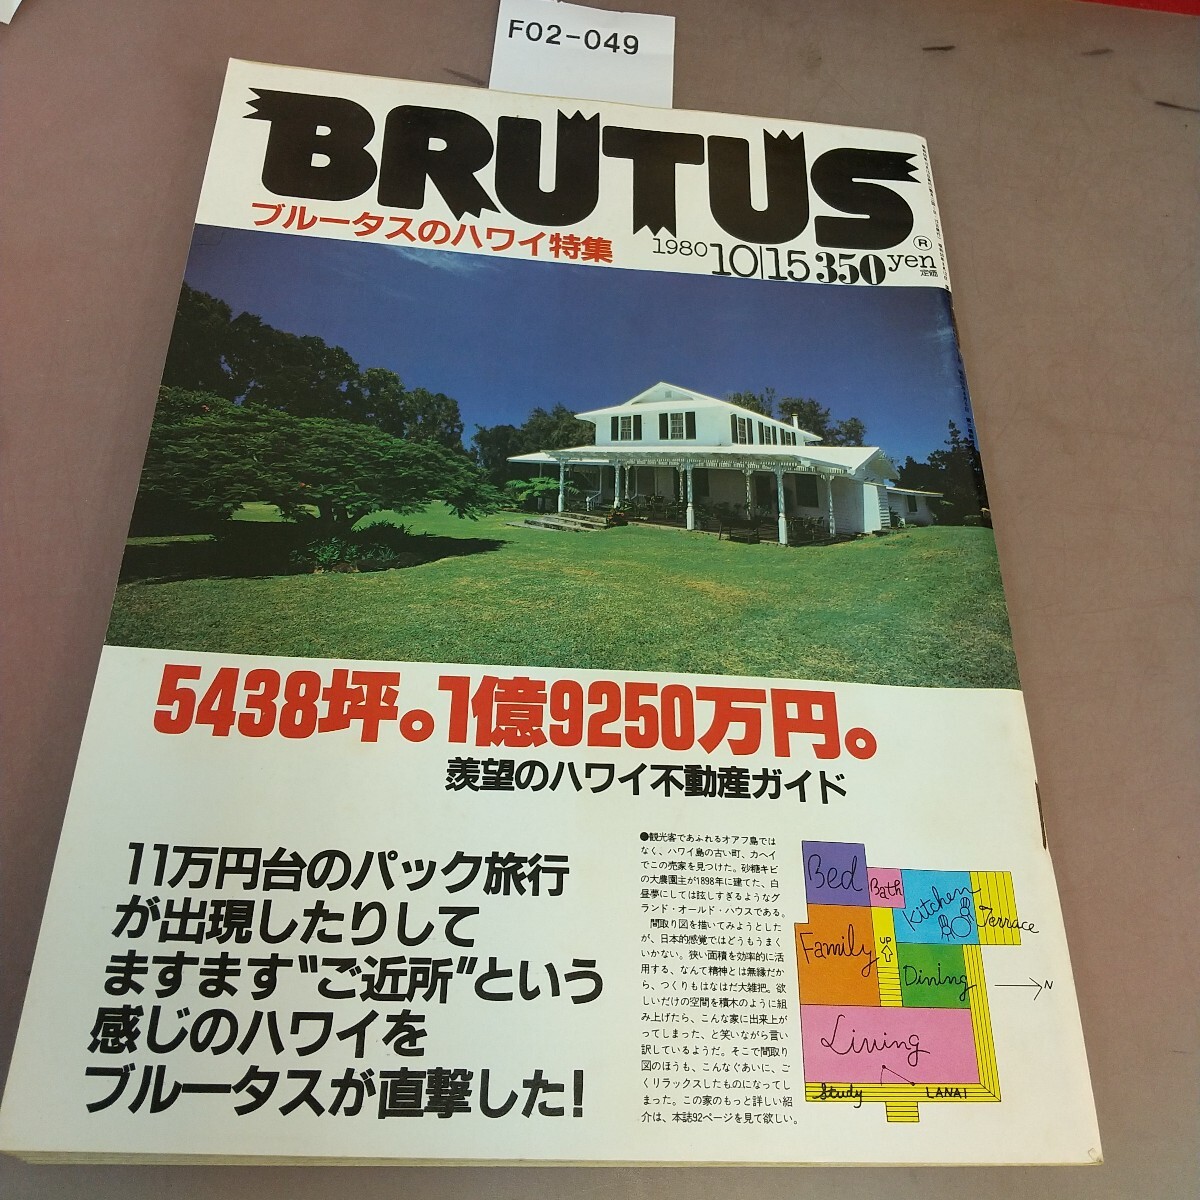 F02-049
BRUTUS
ブルータスのハワイ特集
1980 10/15 350 yen
定価
R
5438坪。1億9250万円。
羨望のハワイ不動産ガイド
11万円台のパック旅行
が出現したりして
ますます"ご近所"という
感じのハワイを
ブルータスが直撃した!
●観光客であふれるオアフ島では
なく、ハワイ島の古い町、カヘイ
でこの売家を見つけた。砂糖キビ
の大農園主が1898年に建てた、白
昼夢にしては眩しすぎるようなグ
ランド・オールド・ハウスである。
間取り図を描いてみようとした
が、日本的感覚ではどうもうまく
いかない。狭い面積を効率的に活
用する、なんて精神とは無縁だか
ら、つくりもはなはだ大雑把。欲
しいだけの空間を積木のように組
み上げたら、こんな家に出来上が
ってしまった、と笑いながら言い
訳しているようだ。そこで間取り
図のほうも、こんなぐあいに、ご
くりラックスしたものになってし
まった。この家のもっと詳しい紹
介は、本誌92ページを見て欲しい。
Bed
Bath
Kitchen
Terrace
Family
UP
Dining
N
Living
Study
LANAI